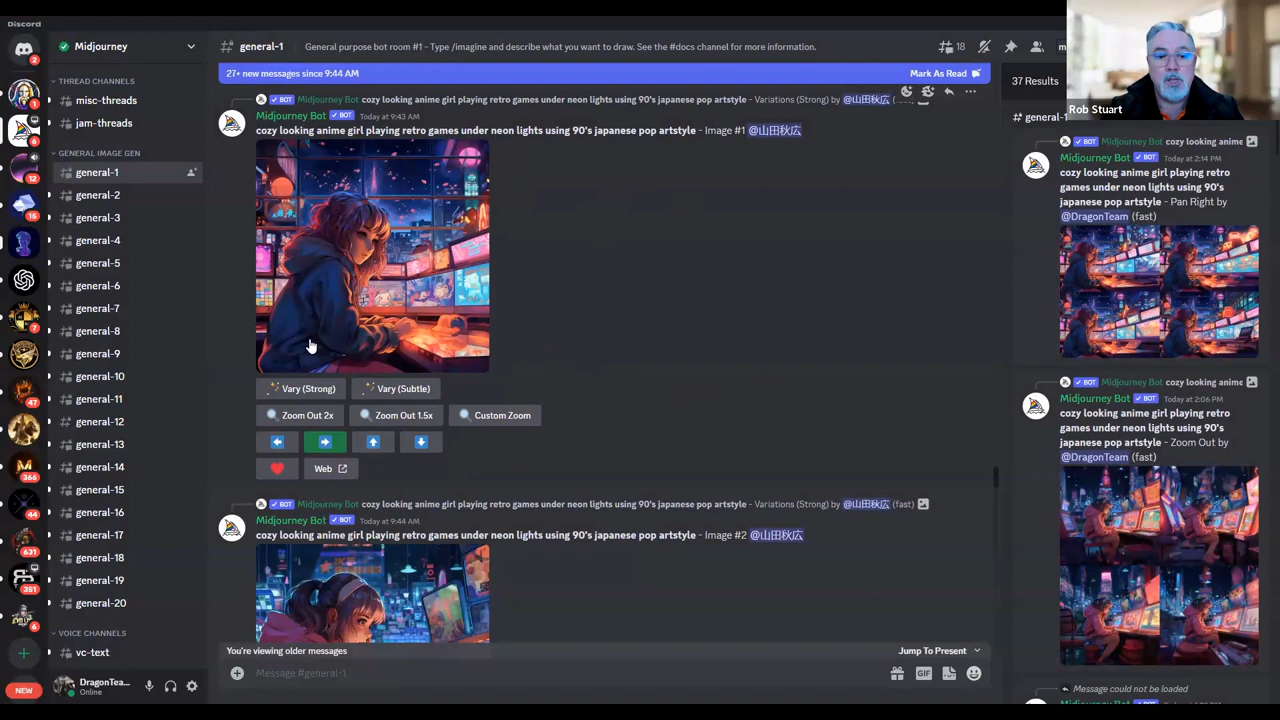 Discord
Midjourney
THREAD CHANNELS
misc-threads
jam-threads
GENERAL IMAGE GEN
general-1
general-2
general-3
general-4
general-5
general-6
general-7
general-8
general-9
general-10
general-11
general-12
general-13
general-14
general-15
general-16
general-17
general-18
general-19
general-20
VOICE CHANNELS
vc-text
DragonTea...
Online
2
1
6
12
15
7
47
366
44
631
351
6
NEW
general-1 General purpose bot room #1 - Type /imagine and describe what you want to draw. See the #docs channel for more information.
18
27+ new messages since 9:44 AM Mark As Read
BOT Midjourney Bot cozy looking anime girl playing retro games under neon lights using 90's japanese pop artstyle - Variations (Strong) by @山田秋広
Midjourney Bot BOT Today at 9:43 AM
cozy looking anime girl playing retro games under neon lights using 90's japanese pop artstyle - Image #1 @山田秋広
Vary (Strong) Vary (Subtle)
Zoom Out 2x Zoom Out 1.5x Custom Zoom
Web
BOT Midjourney Bot cozy looking anime girl playing retro games under neon lights using 90's japanese pop artstyle - Variations (Strong) by @山田秋広 (fast)
Midjourney Bot BOT Today at 9:44 AM
cozy looking anime girl playing retro games under neon lights using 90's japanese pop artstyle - Image #2 @山田秋広
You're viewing older messages Jump To Present
Message #general-1
GIF
Rob Stuart
37 Results
general-1
BOT Midjourney Bot cozy looking anime
Midjourney Bot BOT Today at 2:14 PM
cozy looking anime girl playing retro
games under neon lights using 90's
japanese pop artstyle - Pan Right by
@DragonTeam (fast)
BOT Midjourney Bot cozy looking anime
Midjourney Bot BOT Today at 2:06 PM
cozy looking anime girl playing retro
games under neon lights using 90's
japanese pop artstyle - Zoom Out by
@DragonTeam (fast)
Message could not be loaded